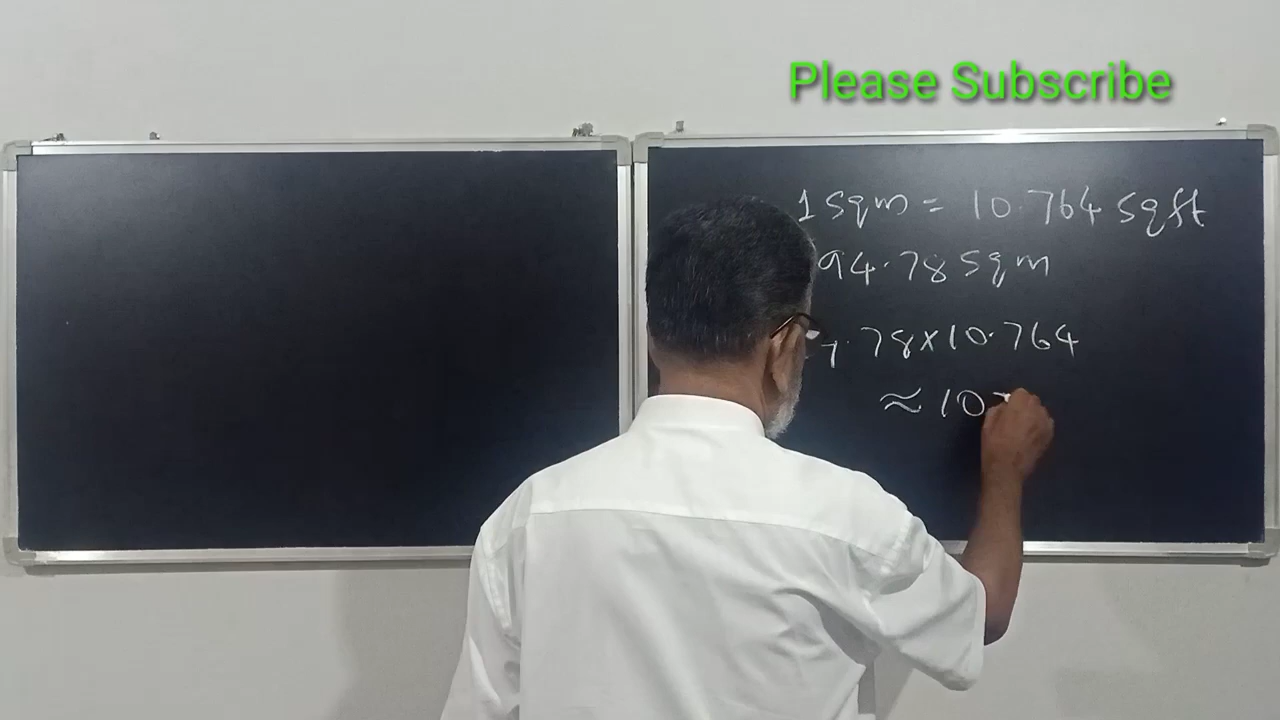 Please Subscribe
1 sqm = 10.764 sqft
94.78 sqm
.78×10.764
≈ 10